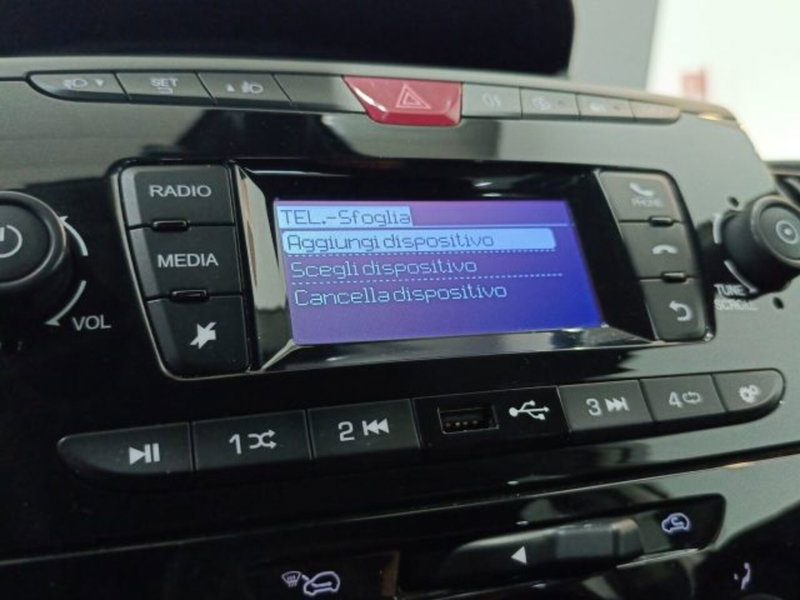 SET
RADIO
MEDIA
VOL
TEL.-Sfoglia
Aggiungi dispositivo
Scegli dispositivo
Cancella dispositivo
PHONE
TUNE
SCROLL
1
2
3
4